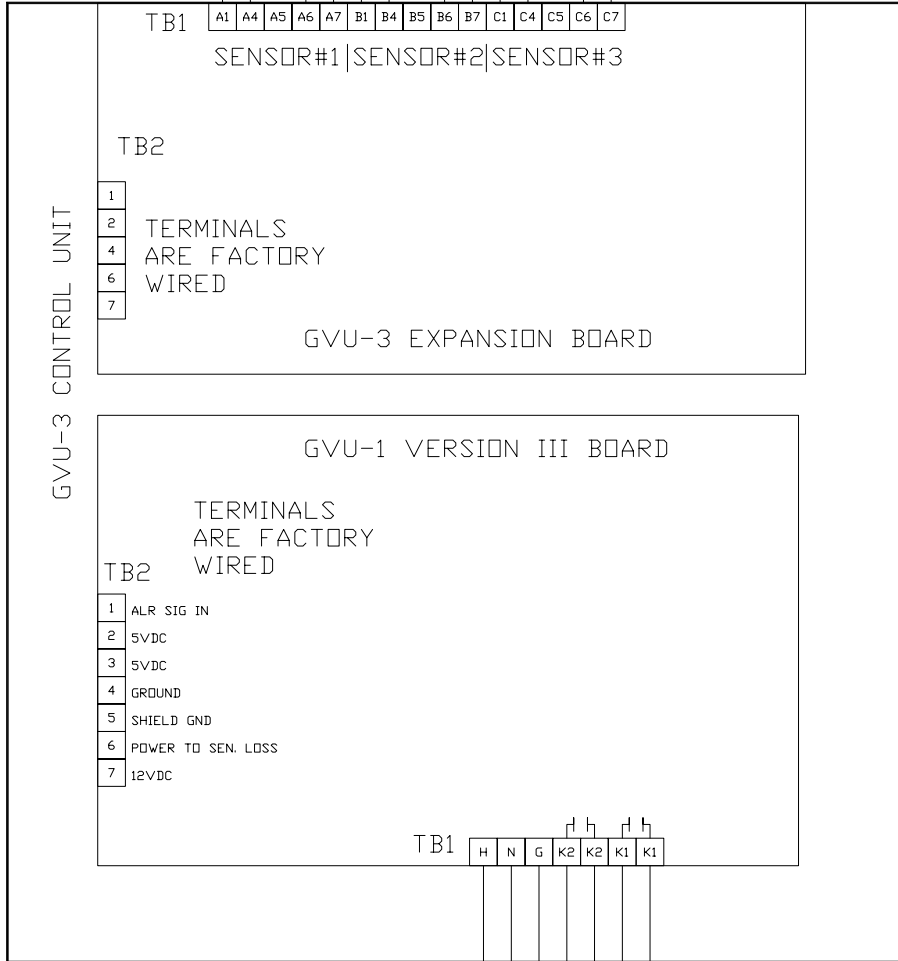 TB1 A1 A4 A5 A6 A7 B1 B4 B5 B6 B7 C1 C4 C5 C6 C7
SENSOR#1|SENSOR#2|SENSOR#3
TB2
1
2
4
6
7
TERMINALS
ARE FACTORY
WIRED
GVU-3 EXPANSION BOARD
GVU-3 CONTROL UNIT
GVU-1 VERSION III BOARD
TERMINALS
ARE FACTORY
WIRED
TB2
1 ALR SIG IN
2 5VDC
3 5VDC
4 GROUND
5 SHIELD GND
6 POWER TO SEN. LOSS
7 12VDC
TB1 H N G K2 K2 K1 K1